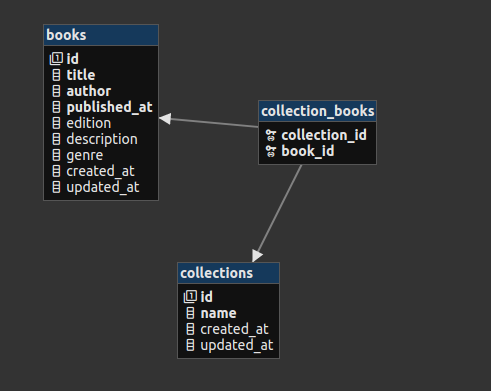 books
id
title
author
published_at
edition
description
genre
created_at
updated_at
collection_books
collection_id
book_id
collections
id
name
created_at
updated_at